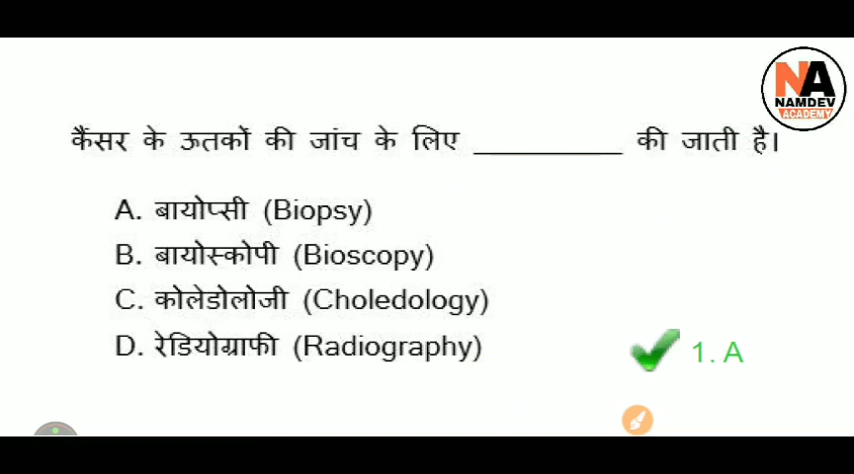 NA
NAMDEV
ACADEMY
कैंसर के ऊतकों की जांच के लिए __________ की जाती है।
A. बायोप्सी (Biopsy)
B. बायोस्कोपी (Bioscopy)
C. कोलेडोलोजी (Choledology)
D. रेडियोग्राफी (Radiography)
1. A